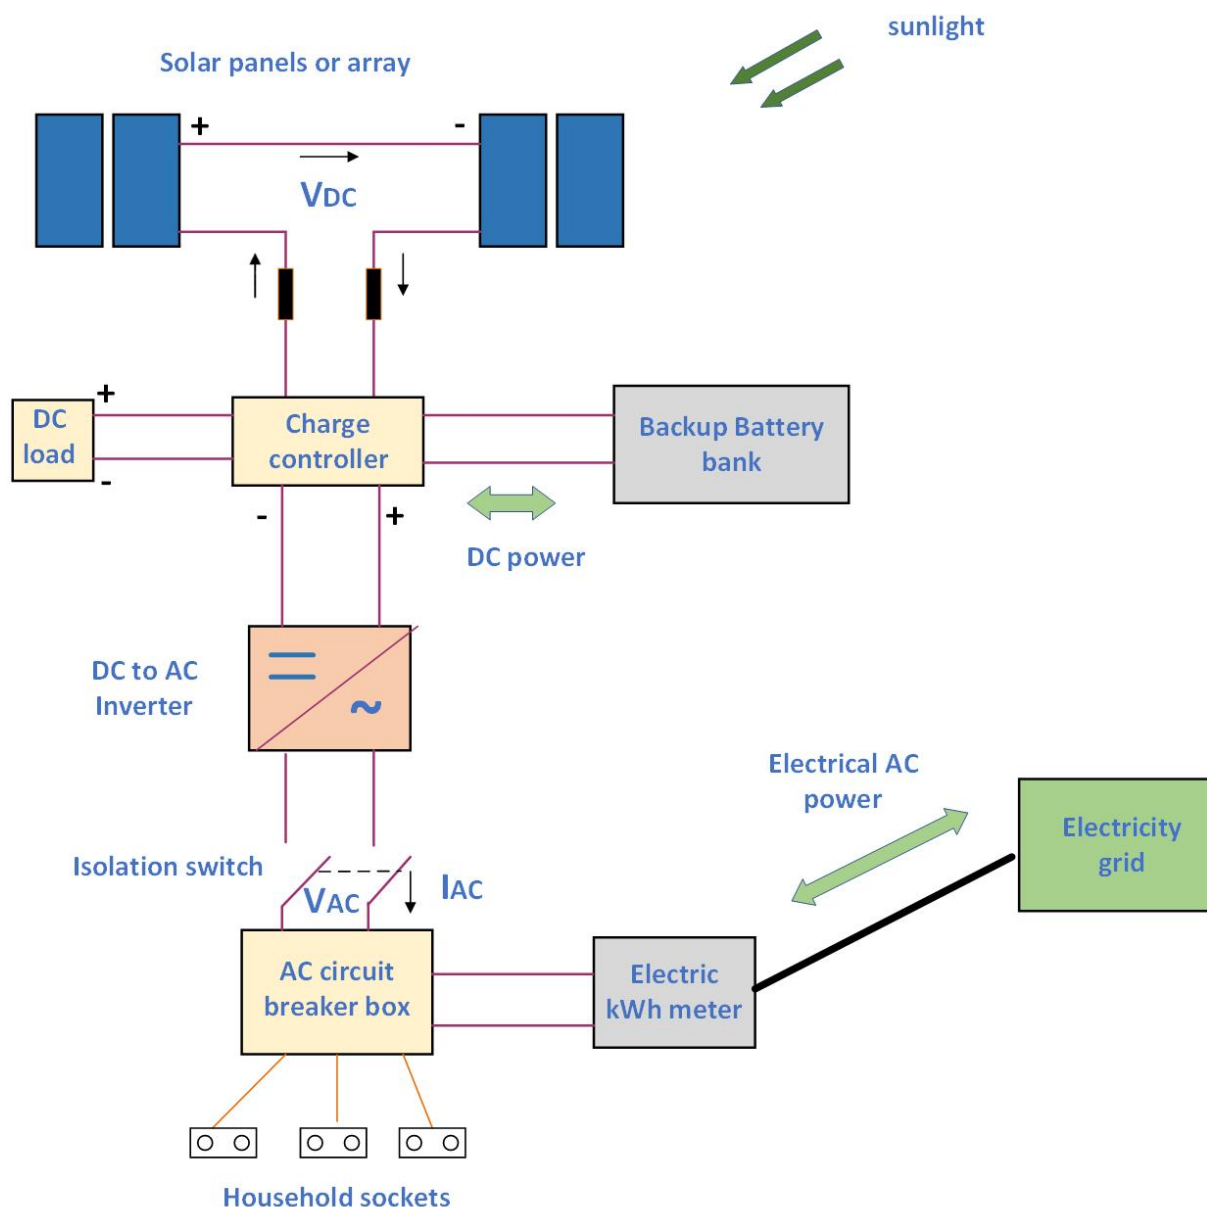 sunlight
Solar panels or array
+
-
VDC
+
DC
load
-
Charge
controller
Backup Battery
bank
-
+
DC power
DC to AC
Inverter
~
Electrical AC
power
Electricity
grid
Isolation switch
VAC
IAC
AC circuit
breaker box
Electric
kWh meter
Household sockets